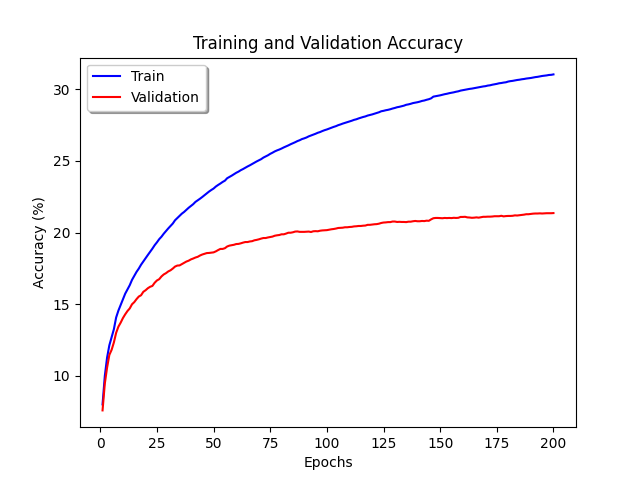 Training and Validation Accuracy
Train
Validation
Accuracy (%)
30
25
20
15
10
0 25 50 75 100 125 150 175 200
Epochs